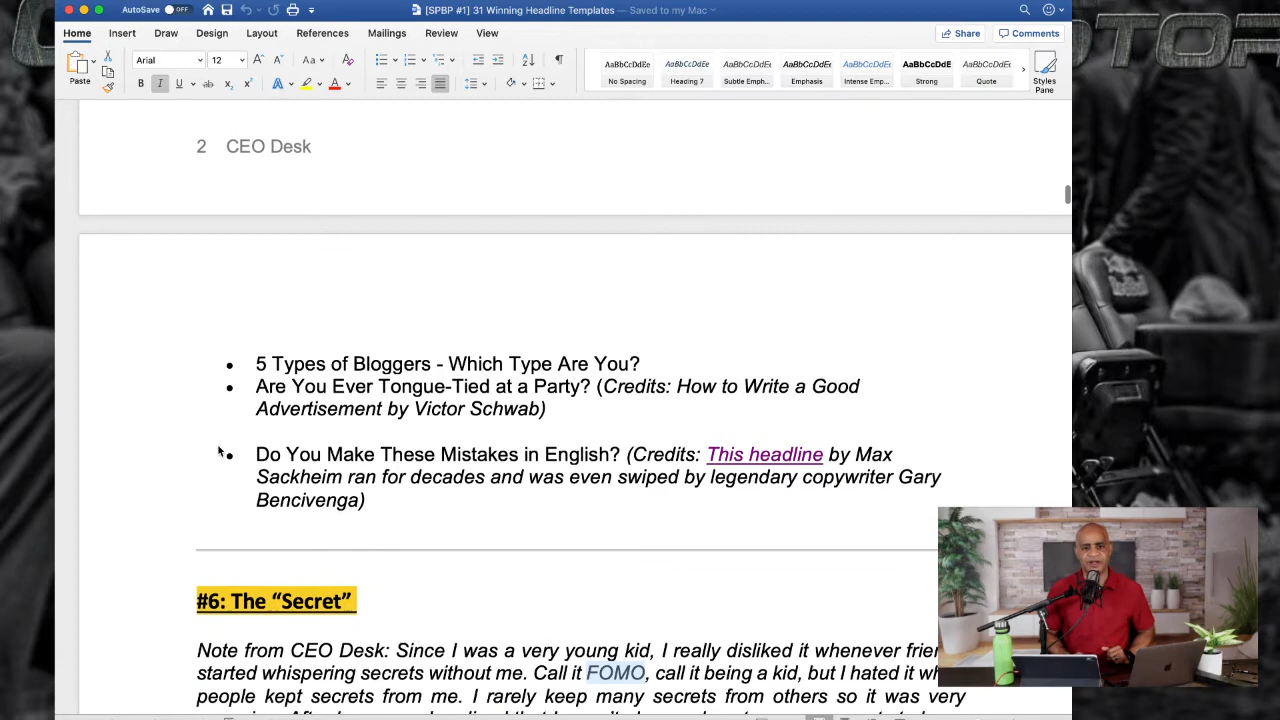 AutoSave OFF
[SPBP #1] 31 Winning Headline Templates — Saved to my Mac
Home Insert Draw Design Layout References Mailings Review View Share Comments
Paste
Arial 12
AaBbCcDdEe AaBbCcDdEe AaBbCcDdEe AaBbCcDdEe AaBbCcDdEe AaBbCcDdE AaBbCcDdEe
No Spacing Heading 7 Subtle Emph... Emphasis Intense Emp... Strong Quote
Styles
Pane
2 CEO Desk
• 5 Types of Bloggers - Which Type Are You?
• Are You Ever Tongue-Tied at a Party? (Credits: How to Write a Good
Advertisement by Victor Schwab)
• Do You Make These Mistakes in English? (Credits: This headline by Max
Sackheim ran for decades and was even swiped by legendary copywriter Gary
Bencivenga)
#6: The “Secret”
Note from CEO Desk: Since I was a very young kid, I really disliked it whenever
started whispering secrets without me. Call it FOMO, call it being a kid, but I hated it
people kept secrets from me. I rarely keep many secrets from others so it was very